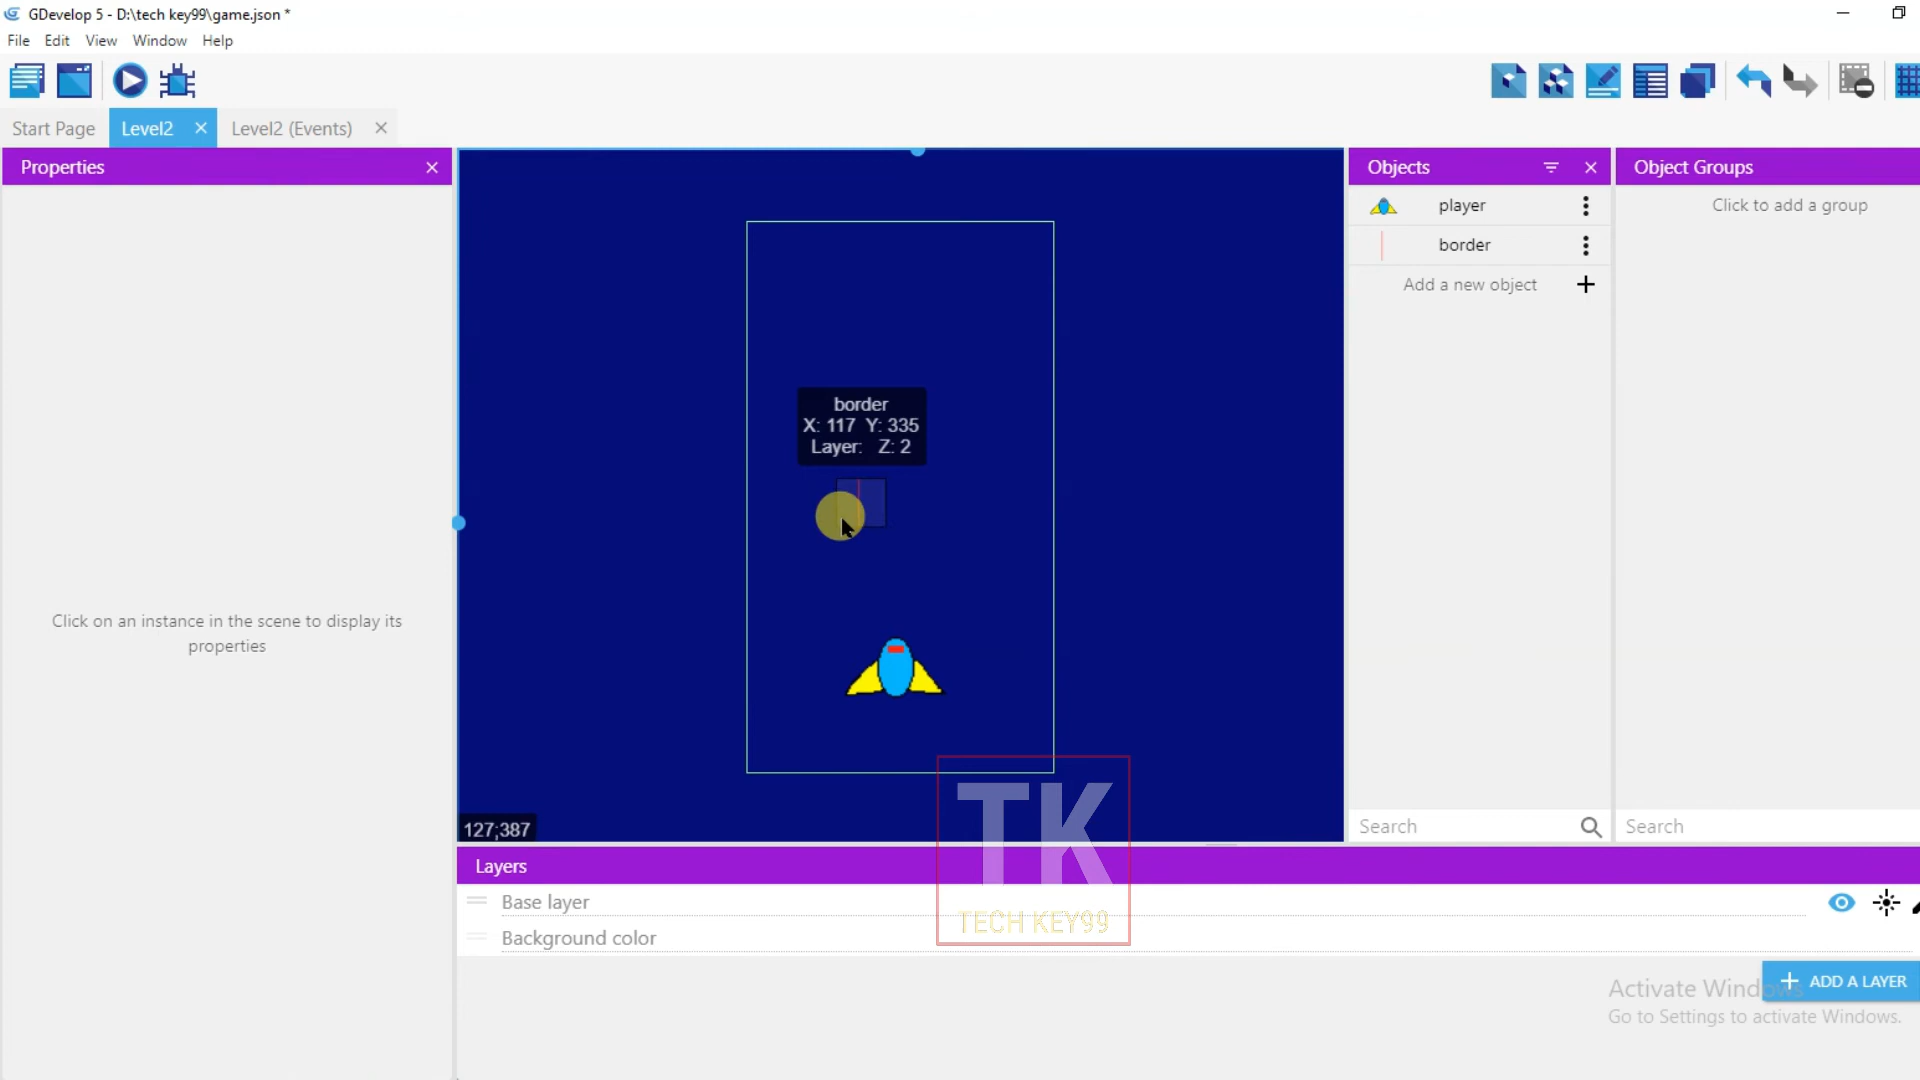 GDevelop 5 - D:\tech key99\game.json *
File Edit View Window Help
Start Page
Level2
Level2 (Events)
Properties
Click on an instance in the scene to display its
properties
border
X: 117 Y: 335
Layer: Z: 2
127;387
Objects
player
border
Add a new object
Search
Object Groups
Click to add a group
Search
Layers
Base layer
Background color
TK
TECH KEY99
ADD A LAYER
Activate Windows
Go to Settings to activate Windows.